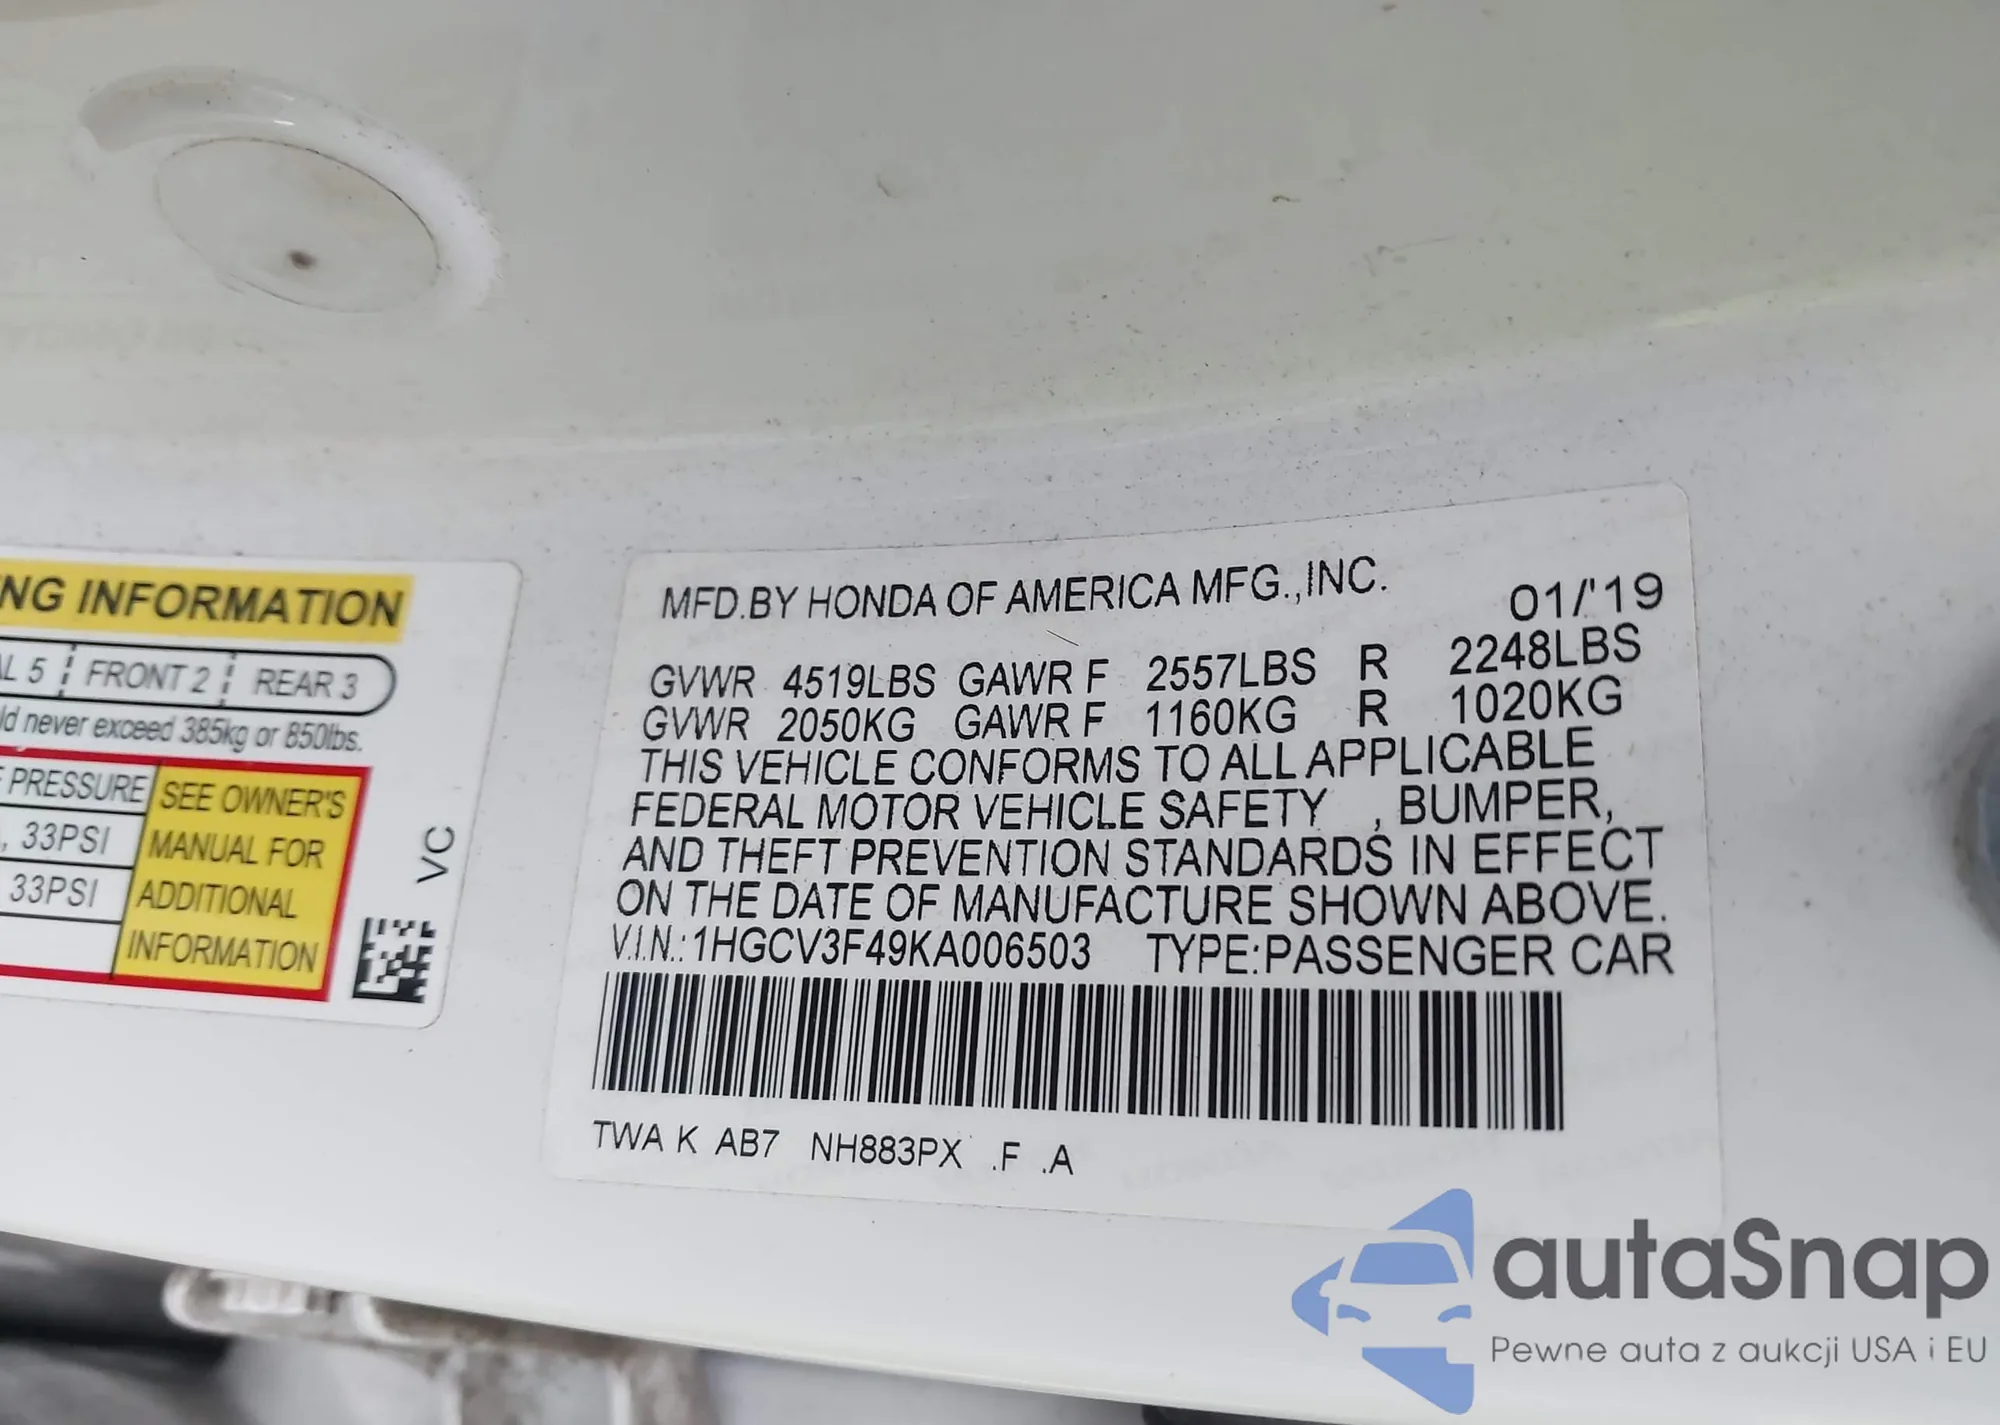 NG INFORMATION
AL 5 FRONT 2 REAR 3
never exceed 385kg or 850lbs.
PRESSURE
33PSI
33PSI
SEE OWNER'S
MANUAL FOR
ADDITIONAL
INFORMATION
VC
MFD.BY HONDA OF AMERICA MFG.,INC. 01/'19
GVWR 4519LBS GAWR F 2557LBS R 2248LBS
GVWR 2050KG GAWR F 1160KG R 1020KG
THIS VEHICLE CONFORMS TO ALL APPLICABLE
FEDERAL MOTOR VEHICLE SAFETY , BUMPER,
AND THEFT PREVENTION STANDARDS IN EFFECT
ON THE DATE OF MANUFACTURE SHOWN ABOVE.
V.I.N.:1HGCV3F49KA006503 TYPE:PASSENGER CAR
TWA K AB7 NH883PX .F .A
autaSnap
Pewne auta z aukcji USA i EU